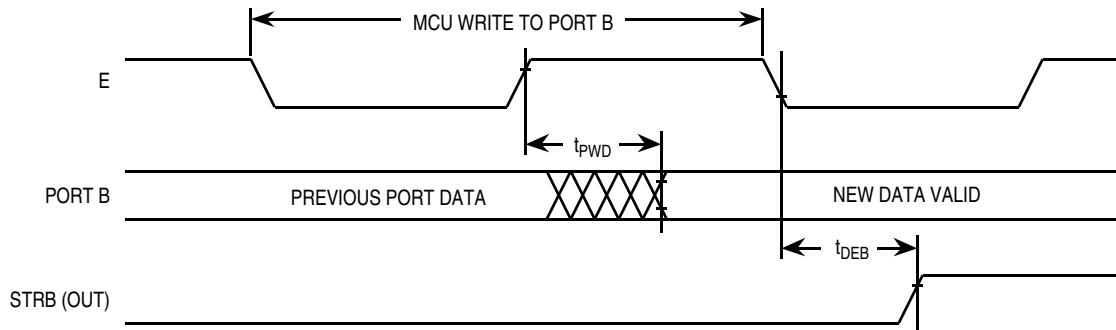 MCU WRITE TO PORT B
E
tPWD
PORT B
PREVIOUS PORT DATA
NEW DATA VALID
tDEB
STRB (OUT)